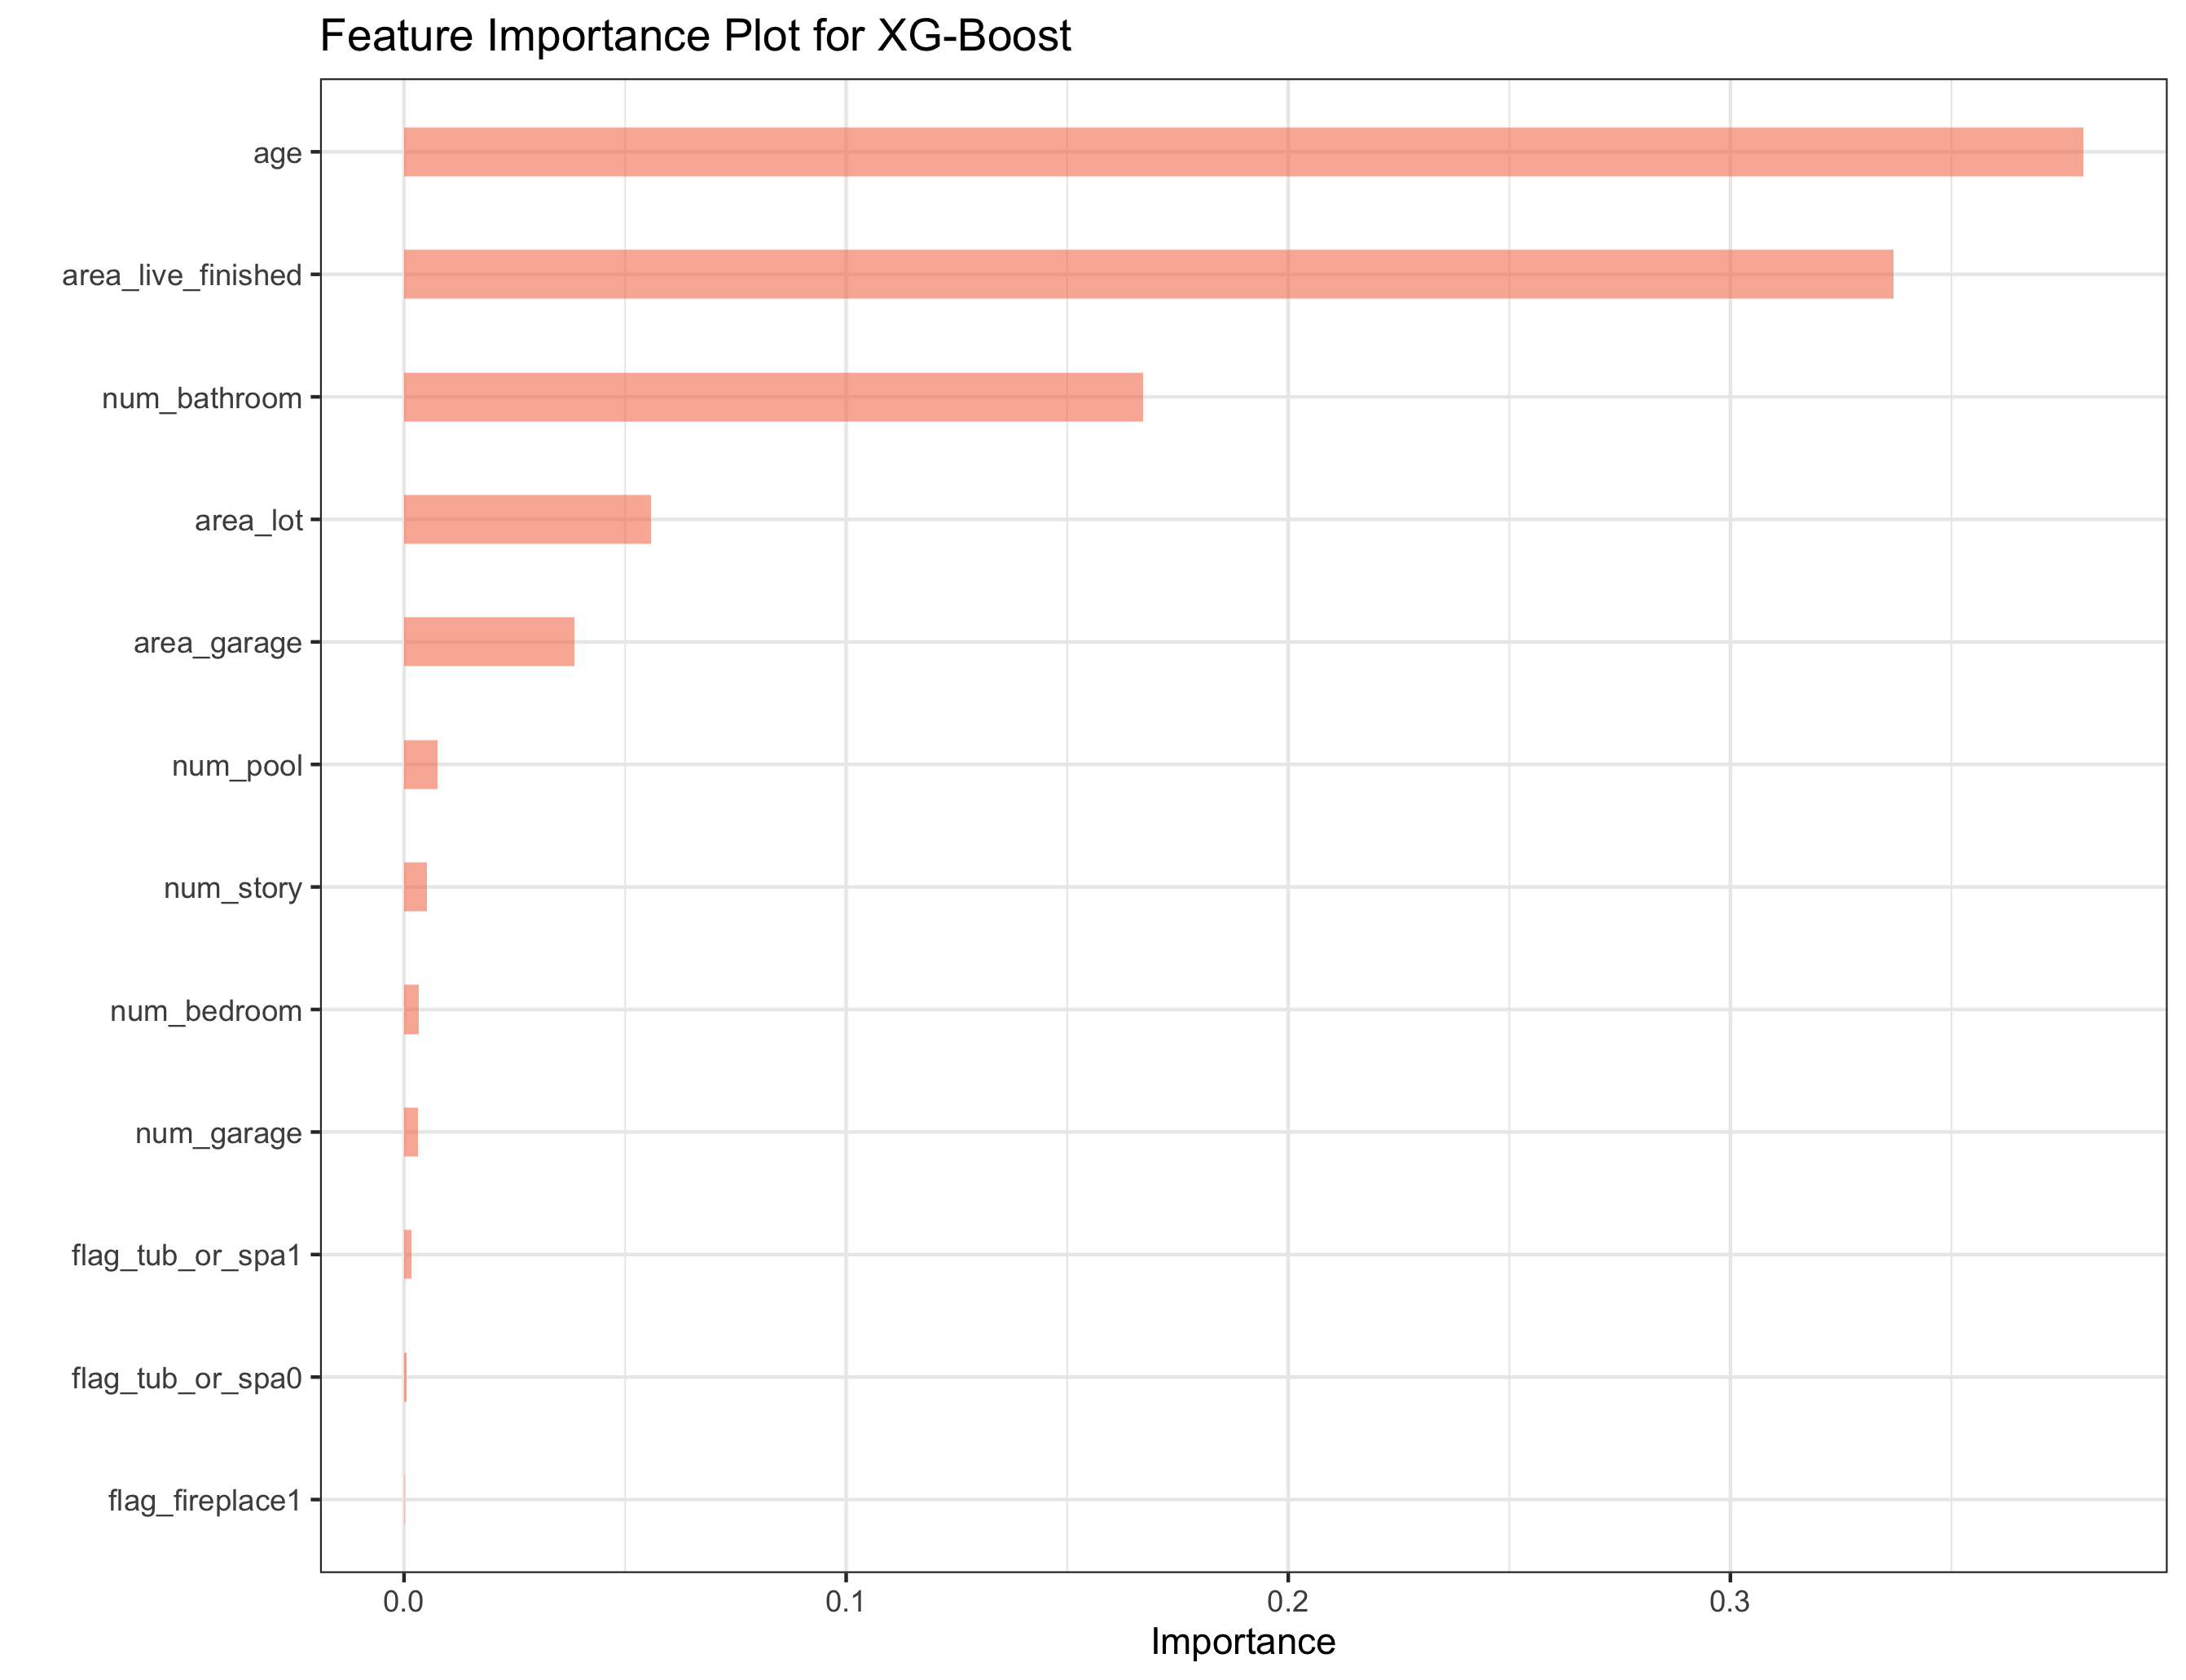 Feature Importance Plot for XG-Boost
age
area_live_finished
num_bathroom
area_lot
area_garage
num_pool
num_story
num_bedroom
num_garage
flag_tub_or_spa1
flag_tub_or_spa0
flag_fireplace1
0.0 0.1 0.2 0.3
Importance